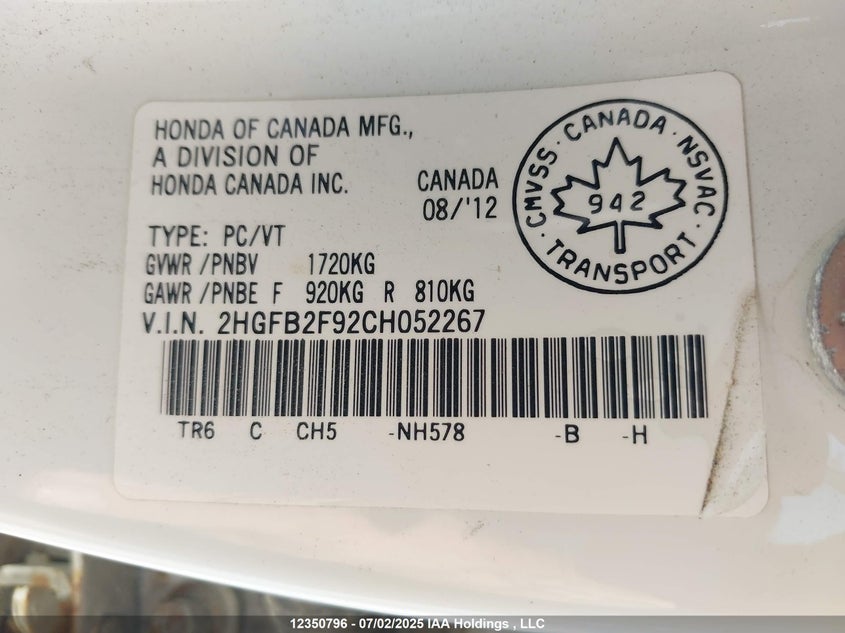 HONDA OF CANADA MFG.,
A DIVISION OF
HONDA CANADA INC.
CANADA
08/'12
CMVSS · CANADA · NSVAC · TRANSPORT ·
942
TYPE: PC/VT
GVWR /PNBV 1720KG
GAWR /PNBE F 920KG R 810KG
V.I.N. 2HGFB2F92CH052267
TR6 C CH5 -NH578 -B -H
12350796 - 07/02/2025 IAA Holdings , LLC